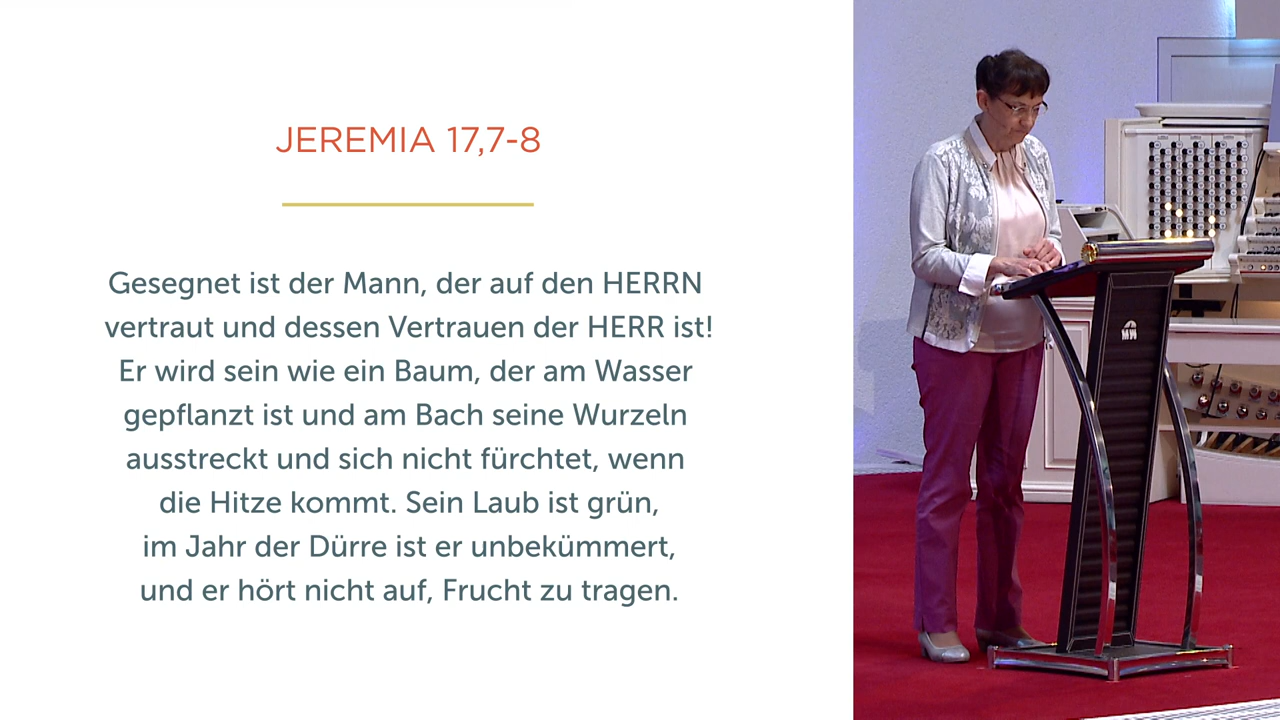 JEREMIA 17,7-8
Gesegnet ist der Mann, der auf den HERRN
vertraut und dessen Vertrauen der HERR ist!
Er wird sein wie ein Baum, der am Wasser
gepflanzt ist und am Bach seine Wurzeln
ausstreckt und sich nicht fürchtet, wenn
die Hitze kommt. Sein Laub ist grün,
im Jahr der Dürre ist er unbekümmert,
und er hört nicht auf, Frucht zu tragen.